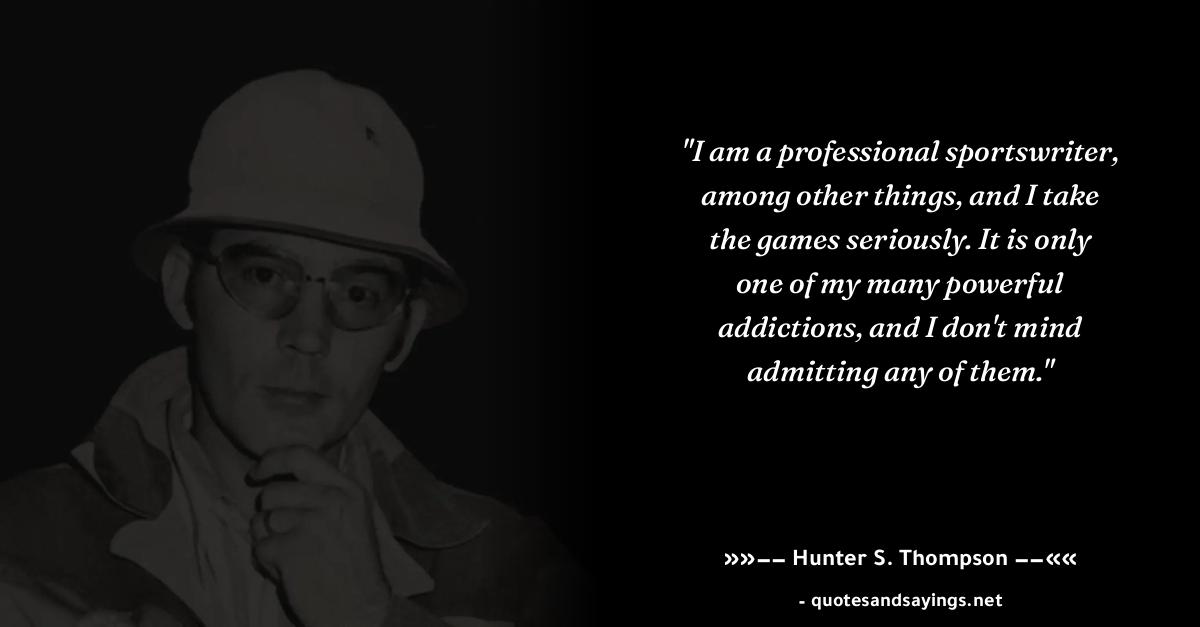 "I am a professional sportswriter,
among other things, and I take
the games seriously. It is only
one of my many powerful
addictions, and I don't mind
admitting any of them."
»»−− Hunter S. Thompson −−««
- quotesandsayings.net